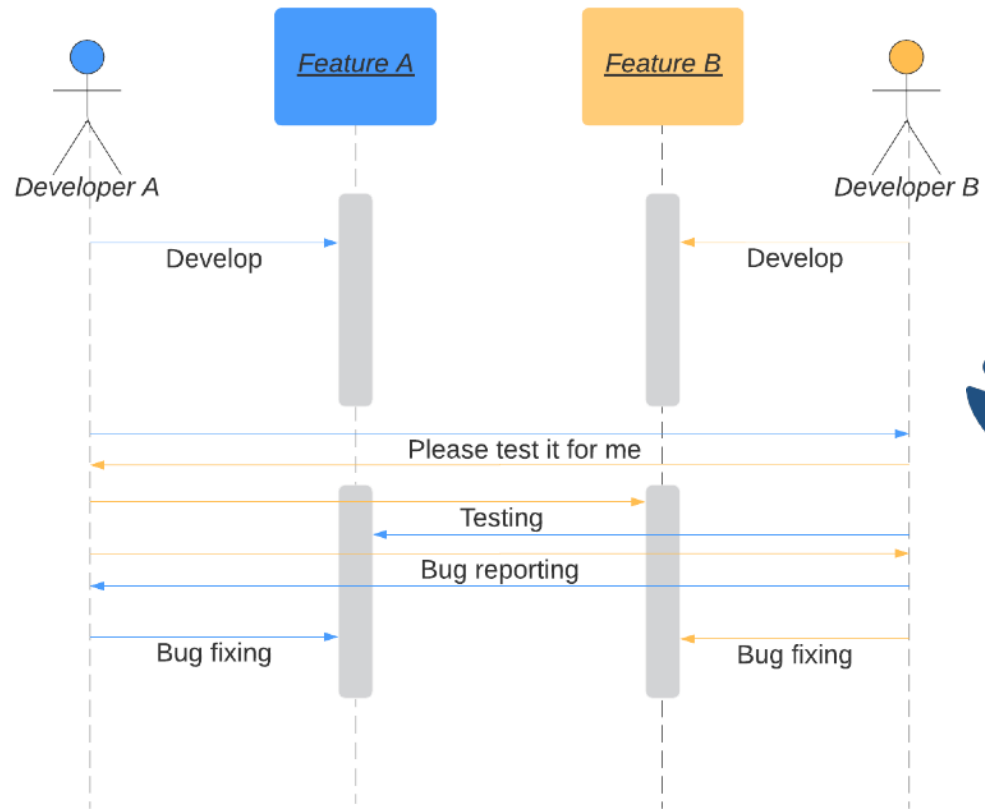 Feature A
Feature B
Developer A
Developer B
Develop
Develop
Please test it for me
Testing
Bug reporting
Bug fixing
Bug fixing